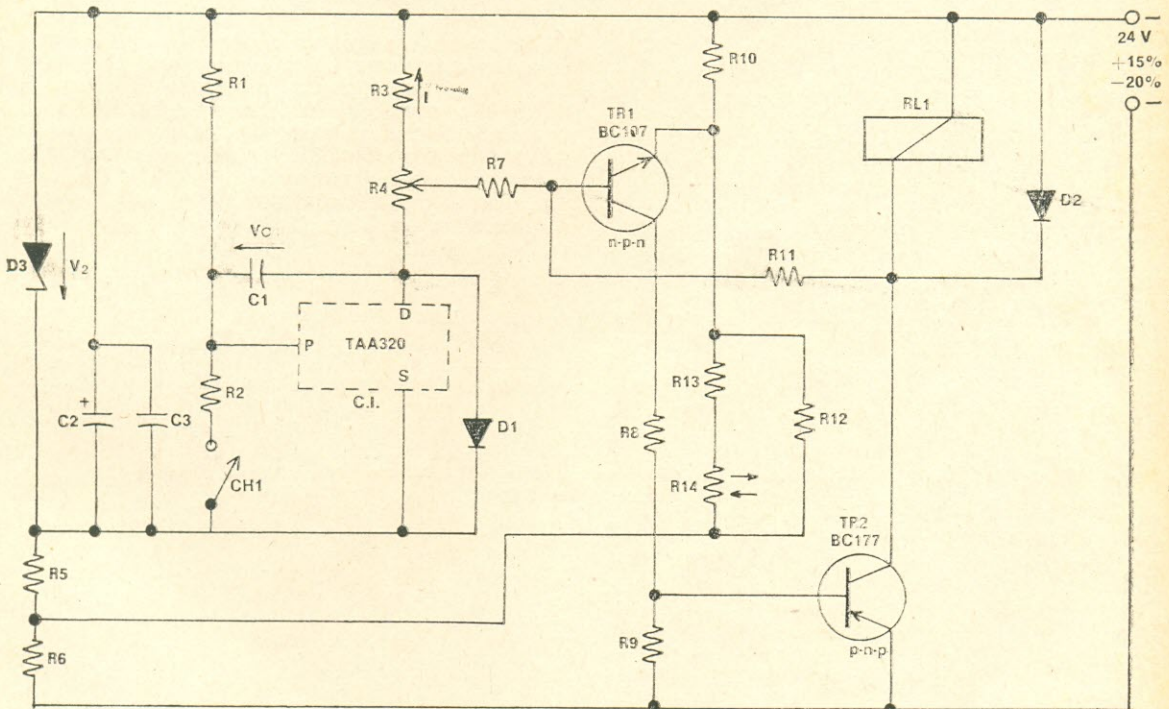 24 V
+15%
−20%
R1
R3
I
R10
RL1
TR1
BC107
R7
R4
D2
n-p-n
V2
D3
Vc
C1
R11
D
P
TAA320
S
C.I.
R13
R2
+
C2
C3
D1
R8
R12
CH1
R14
TR2
BC177
R5
R9
R6
p-n-p